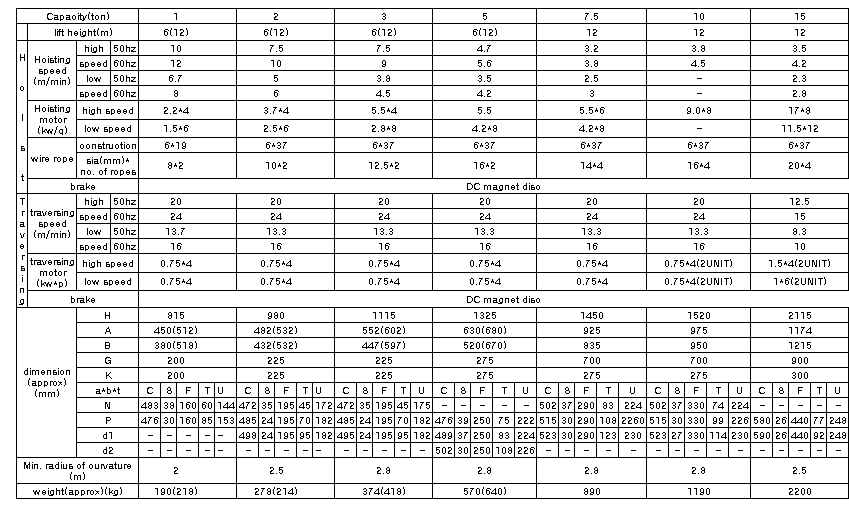 Capacity(ton) 1 2 3 5 7.5 10 15
lift height(m) 6(12) 6(12) 6(12) 6(12) 12 12 12
Hoist
Hoisting speed (m/min)
high speed 50hz 10 7.5 7.5 4.7 3.2 3.8 3.5
60hz 12 10 9 5.6 3.8 4.5 4.2
low speed 50hz 6.7 5 3.8 3.5 2.5 – 2.3
60hz 8 6 4.5 4.2 3 – 2.8
Hoisting motor (kw/q)
high speed 2.2*4 3.7*4 5.5*4 5.5 5.5*6 9.0*8 17*8
low speed 1.5*6 2.5*6 2.8*8 4.2*8 4.2*8 – 11.5*12
wire rope
construction 6*19 6*37 6*37 6*37 6*37 6*37 6*37
sia(mm)* no. of ropes 8*2 10*2 12.5*2 16*2 14*4 16*4 20*4
brake DC magnet disc
Traversing
traversing speed (m/min)
high speed 50hz 20 20 20 20 20 20 12.5
60hz 24 24 24 24 24 24 15
low speed 50hz 13.7 13.3 13.3 13.3 13.3 13.3 8.3
60hz 16 16 16 16 16 16 10
traversing motor (kw*p)
high speed 0.75*4 0.75*4 0.75*4 0.75*4 0.75*4 0.75*4(2UNIT) 1.5*4(2UNIT)
low speed 0.75*4 0.75*4 0.75*4 0.75*4 0.75*4 0.75*4(2UNIT) 1*6(2UNIT)
brake DC magnet disc
dimension (approx) (mm)
H 815 980 1115 1325 1450 1520 2115
A 450(518) 482(532) 552(602) 630(680) 925 975 1174
B 380(518) 432(532) 447(597) 520(670) 835 950 1215
G 200 225 225 275 700 700 900
K 200 225 225 275 275 275 300
a*b*t C 8 F T U C 8 F T U C 8 F T U C 8 F T U C 8 F T U C 8 F T U C 8 F T U
N 483 38 160 60 144 472 35 195 45 172 472 35 195 45 175 – – – – – 502 37 290 83 224 502 37 330 74 224 – – – – –
P 476 30 160 85 153 485 24 195 70 182 485 24 195 70 182 476 39 250 75 222 515 30 290 108 2260 515 30 330 99 226 580 26 440 77 248
d1 – – – – – 498 24 195 95 182 485 24 195 95 182 489 37 250 83 224 523 30 290 123 230 523 27 330 114 230 590 26 440 92 248
d2 – – – – – – – – – – – – – – – 502 30 250 108 226 – – – – – – – – – – – – – – –
Min. radius of curvature (m) 2 2.5 2.8 2.8 2.8 2.8 2.5
weight(approx)(kg) 190(218) 278(214) 374(418) 570(640) 890 1190 2200